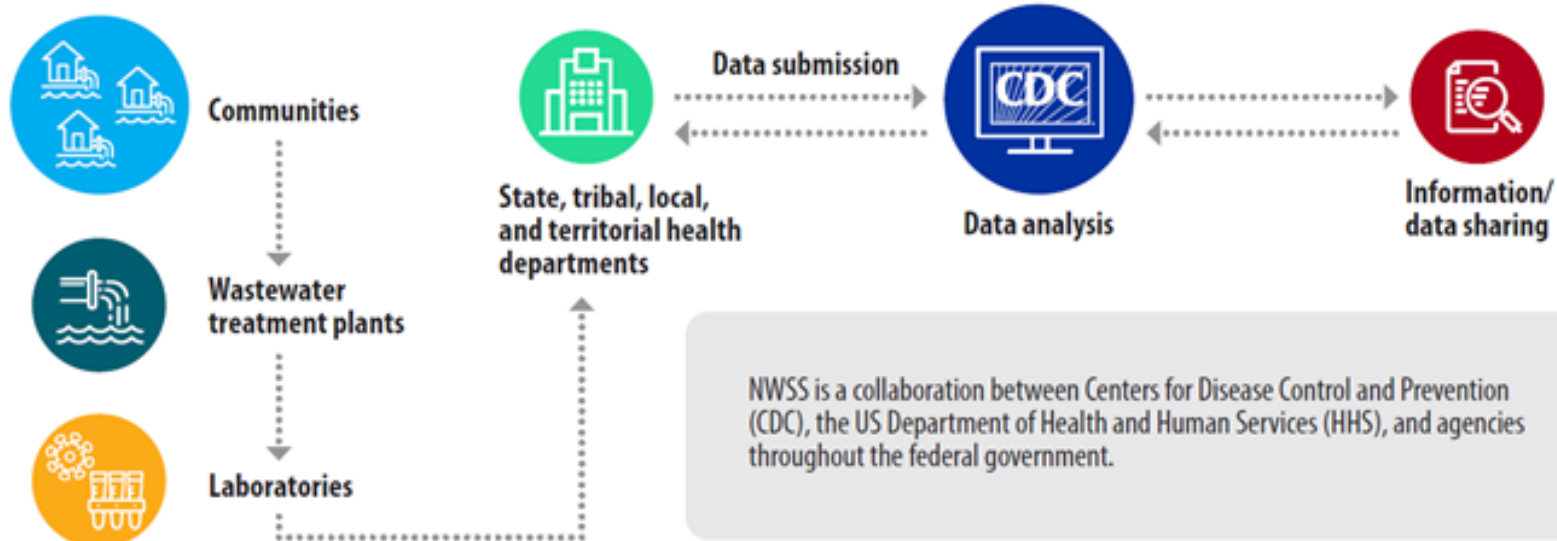 Communities
Wastewater
treatment plants
Laboratories
State, tribal, local,
and territorial health
departments
Data submission
CDC
Data analysis
Information/
data sharing
NWSS is a collaboration between Centers for Disease Control and Prevention
(CDC), the US Department of Health and Human Services (HHS), and agencies
throughout the federal government.